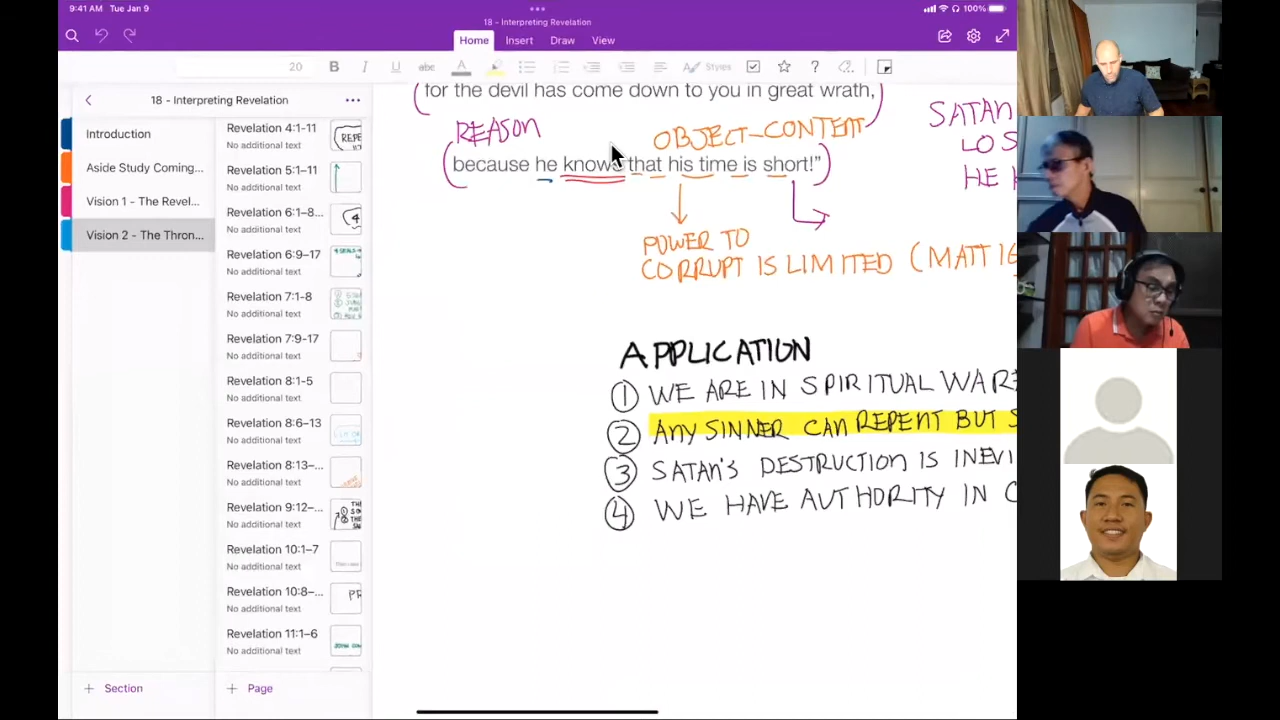 9:41 AM Tue Jan 9
100%
18 - Interpreting Revelation
Home Insert Draw View
20 B I U abc A Styles ?
18 - Interpreting Revelation
Introduction
Aside Study Coming...
Vision 1 - The Revel...
Vision 2 - The Thron...
Revelation 4:1-11
No additional text
Revelation 5:1-11
No additional text
Revelation 6:1-8...
No additional text
Revelation 6:9-17
No additional text
Revelation 7:1-8
No additional text
Revelation 7:9-17
No additional text
Revelation 8:1-5
No additional text
Revelation 8:6-13
No additional text
Revelation 8:13-...
No additional text
Revelation 9:12-...
No additional text
Revelation 10:1-7
No additional text
Revelation 10:8-...
No additional text
Revelation 11:1-6
No additional text
+ Section
+ Page
(for the devil has come down to you in great wrath,)
REASON OBJECT-CONTENT
(because he knows that his time is short!”)
SATAN
LOS
HE
POWER TO
CORRUPT IS LIMITED (MATT 16
APPLICATION
① WE ARE IN SPIRITUAL WARE
② ANY SINNER CAN REPENT BUT S
③ SATAN'S DESTRUCTION IS INEVI
④ WE HAVE AUTHORITY IN C